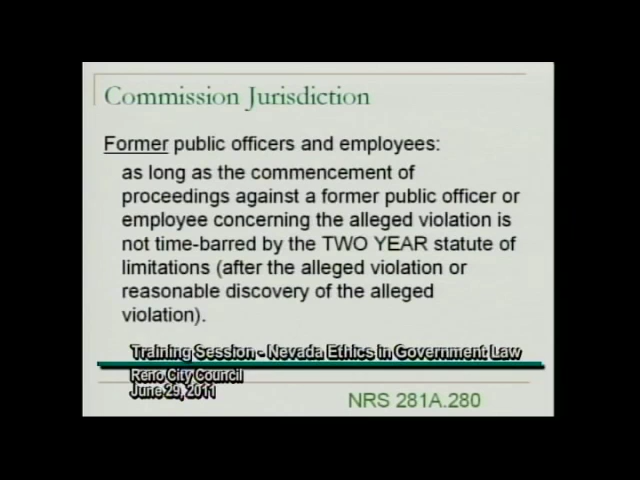 Commission Jurisdiction
Former public officers and employees:
as long as the commencement of
proceedings against a former public officer or
employee concerning the alleged violation is
not time-barred by the TWO YEAR statute of
limitations (after the alleged violation or
reasonable discovery of the alleged
violation).
Training Session - Nevada Ethics in Government Law
Reno City Council
June 29, 2011
NRS 281A.280